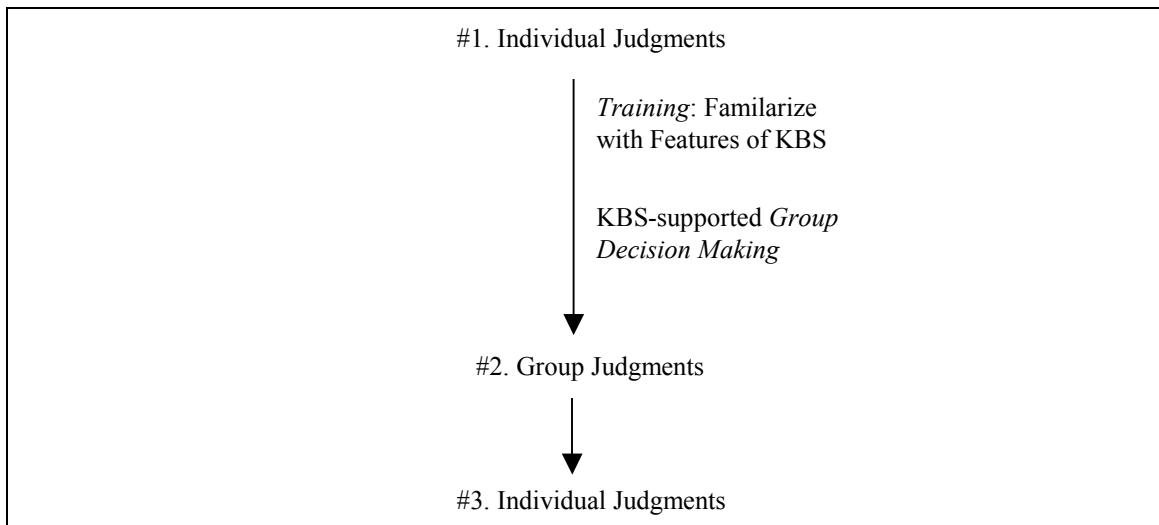 #1. Individual Judgments
Training: Familarize
with Features of KBS
KBS-supported Group
Decision Making
#2. Group Judgments
#3. Individual Judgments